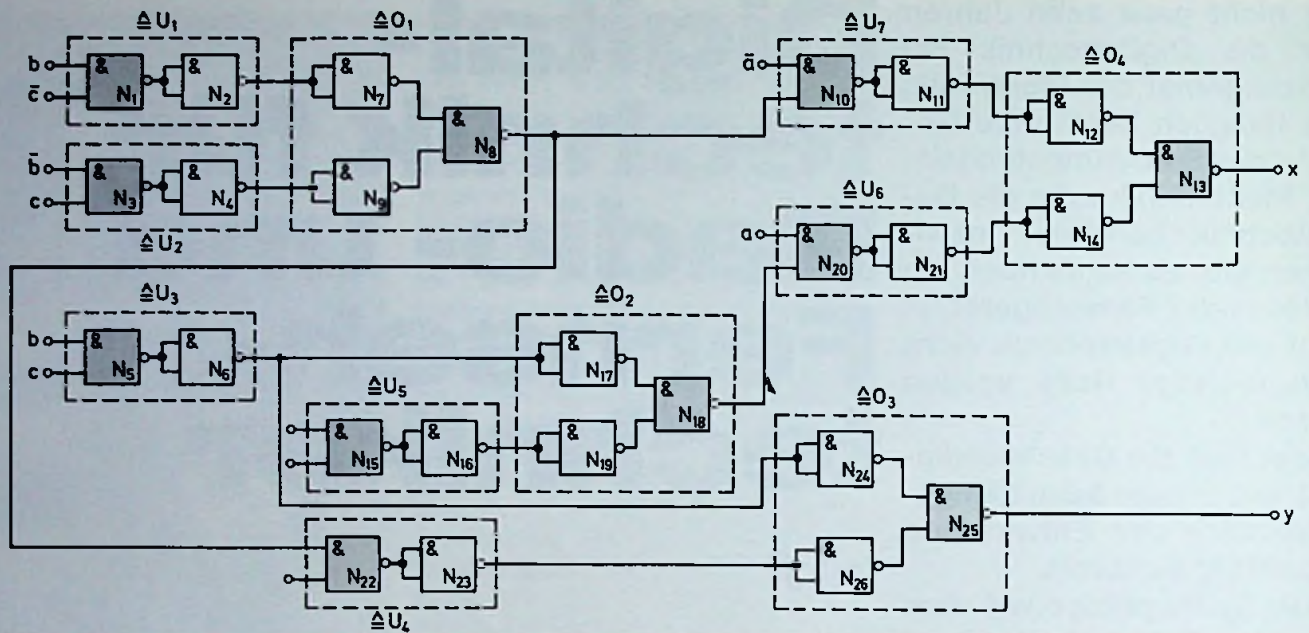 nicht
≙U₁
≙O₁
≙U₇
≙O₄
b
c̄
&
N₁
&
N₂
&
N₇
&
N₈
&
N₉
ā
&
N₁₀
&
N₁₁
&
N₁₂
&
N₁₃
x
&
N₁₄
b̄
c
&
N₃
&
N₄
≙U₂
≙U₆
a
&
N₂₀
&
N₂₁
≙U₃
≙O₂
b
c
&
N₅
&
N₆
&
N₁₇
&
N₁₈
&
N₁₉
≙U₅
&
N₁₅
&
N₁₆
≙O₃
&
N₂₄
&
N₂₅
y
&
N₂₆
&
N₂₂
&
N₂₃
≙U₄